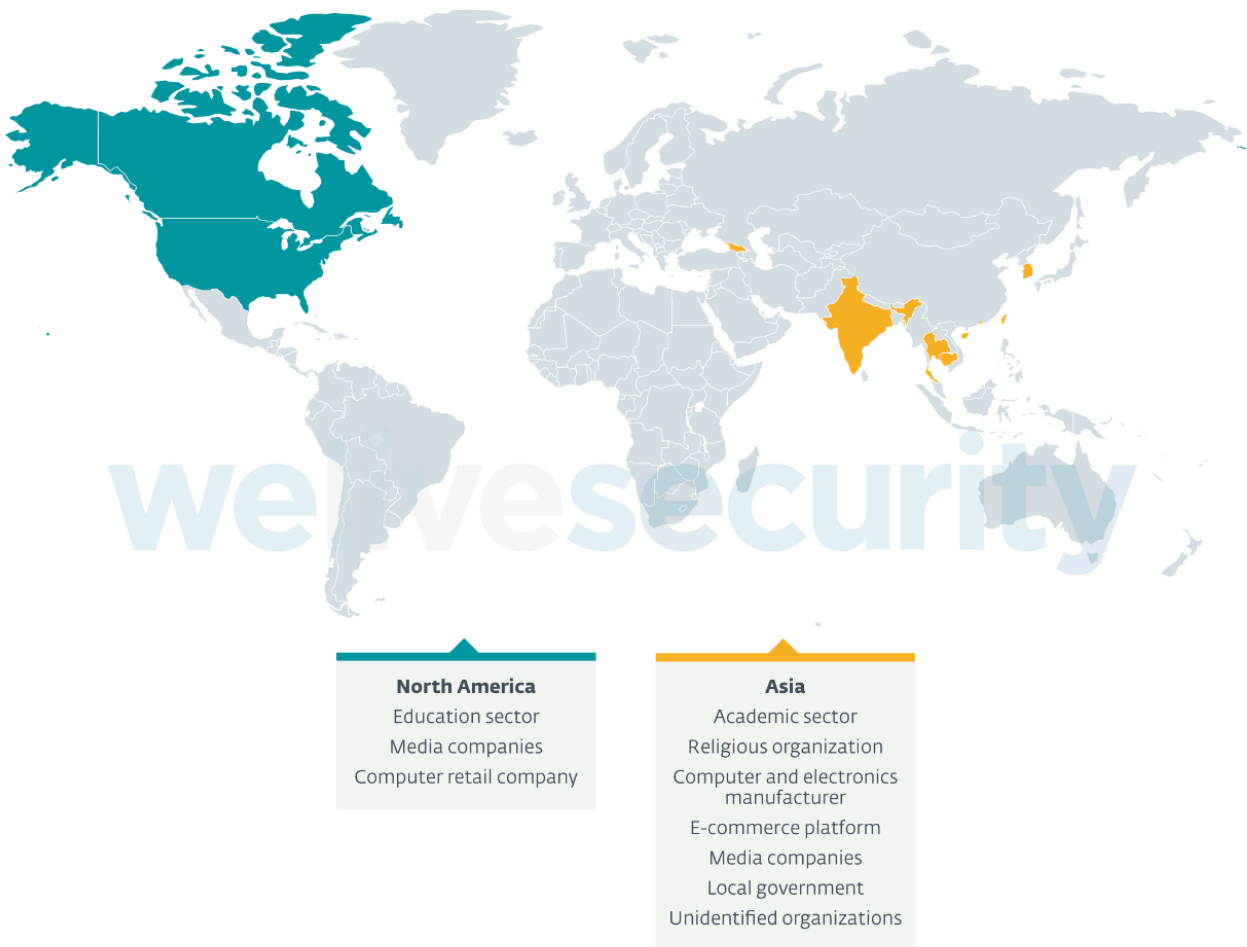 welivesecurity
North America
Education sector
Media companies
Computer retail company
Asia
Academic sector
Religious organization
Computer and electronics
manufacturer
E-commerce platform
Media companies
Local government
Unidentified organizations